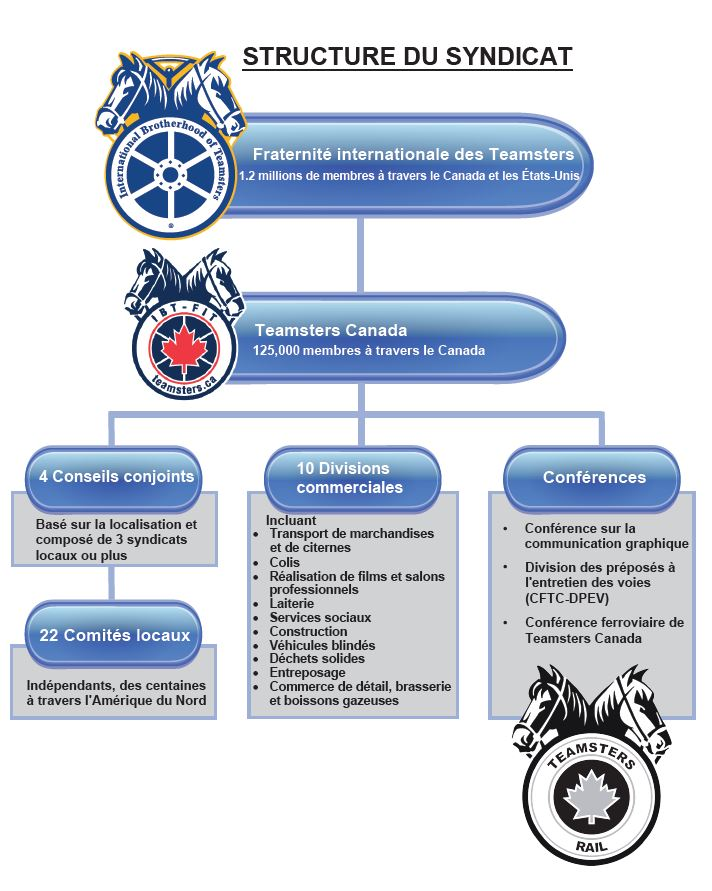 STRUCTURE DU SYNDICAT
International Brotherhood of Teamsters
®
Fraternité internationale des Teamsters
1.2 millions de membres à travers le Canada et les États-Unis
IBT-FIT
teamsters.ca
Teamsters Canada
125,000 membres à travers le Canada
4 Conseils conjoints
Basé sur la localisation et
composé de 3 syndicats
locaux ou plus
22 Comités locaux
Indépendants, des centaines
à travers l'Amérique du Nord
10 Divisions
commerciales
Incluant
• Transport de marchandises
et de citernes
• Colis
• Réalisation de films et salons
professionnels
• Laiterie
• Services sociaux
• Construction
• Véhicules blindés
• Déchets solides
• Entreposage
• Commerce de détail, brasserie
et boissons gazeuses
Conférences
• Conférence sur la
communication graphique
• Division des préposés à
l'entretien des voies
(CFTC-DPEV)
• Conférence ferroviaire de
Teamsters Canada
TEAMSTERS
RAIL